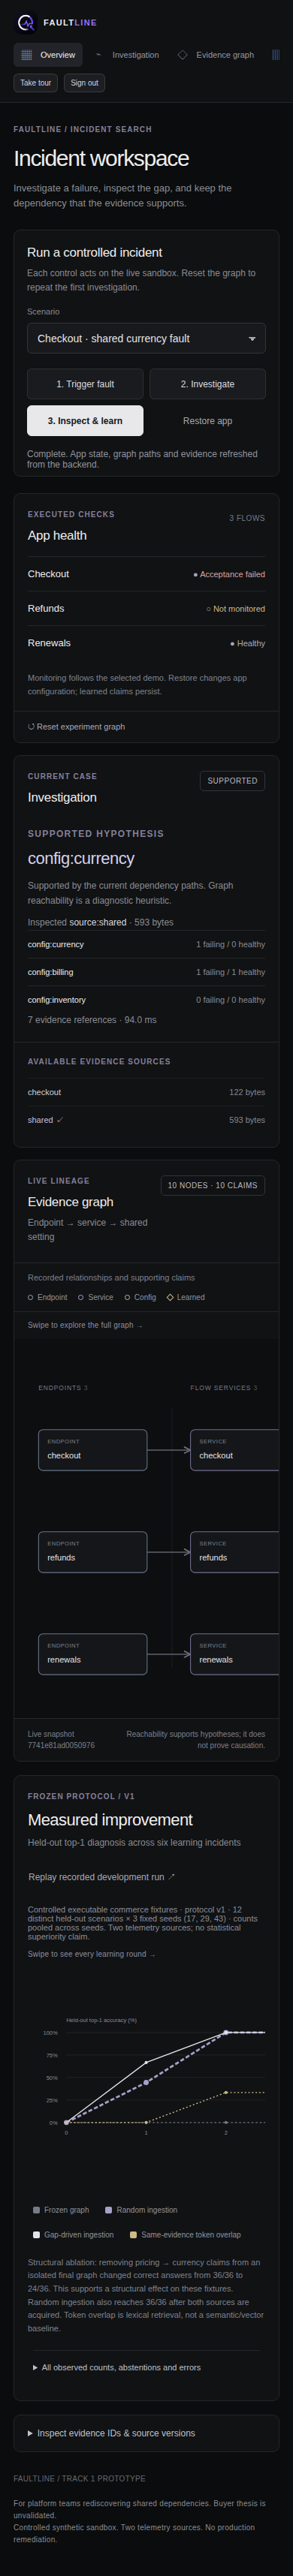 FAULTLINE
Overview
Investigation
Evidence graph
Take tour
Sign out
FAULTLINE / INCIDENT SEARCH
Incident workspace
Investigate a failure, inspect the gap, and keep the
dependency that the evidence supports.
Run a controlled incident
Each control acts on the live sandbox. Reset the graph to
repeat the first investigation.
Scenario
Checkout · shared currency fault
1. Trigger fault
2. Investigate
3. Inspect & learn
Restore app
Complete. App state, graph paths and evidence refreshed
from the backend.
EXECUTED CHECKS
3 FLOWS
App health
Checkout
● Acceptance failed
Refunds
○ Not monitored
Renewals
● Healthy
Monitoring follows the selected demo. Restore changes app
configuration; learned claims persist.
Reset experiment graph
CURRENT CASE
SUPPORTED
Investigation
SUPPORTED HYPOTHESIS
config:currency
Supported by the current dependency paths. Graph
reachability is a diagnostic heuristic.
Inspected source:shared · 593 bytes
config:currency
1 failing / 0 healthy
config:billing
1 failing / 1 healthy
config:inventory
0 failing / 0 healthy
7 evidence references · 94.0 ms
AVAILABLE EVIDENCE SOURCES
checkout
122 bytes
shared ✓
593 bytes
LIVE LINEAGE
10 NODES · 10 CLAIMS
Evidence graph
Endpoint → service → shared
setting
Recorded relationships and supporting claims
Endpoint
Service
Config
Learned
Swipe to explore the full graph →
ENDPOINTS 3
FLOW SERVICES 3
ENDPOINT
checkout
SERVICE
checkout
ENDPOINT
refunds
SERVICE
refunds
ENDPOINT
renewals
SERVICE
renewals
Live snapshot
7741e81ad0050976
Reachability supports hypotheses; it does
not prove causation.
FROZEN PROTOCOL / V1
Measured improvement
Held-out top-1 diagnosis across six learning incidents
Replay recorded development run ↗
Controlled executable commerce fixtures · protocol v1 · 12
distinct held-out scenarios × 3 fixed seeds (17, 29, 43) · counts
pooled across seeds. Two telemetry sources; no statistical
superiority claim.
Swipe to see every learning round →
Held-out top-1 accuracy (%)
100%
75%
50%
25%
0%
0
1
2
Frozen graph
Random ingestion
Gap-driven ingestion
Same-evidence token overlap
Structural ablation: removing pricing → currency claims from an
isolated final graph changed correct answers from 36/36 to
24/36. This supports a structural effect on these fixtures.
Random ingestion also reaches 36/36 after both sources are
acquired. Token overlap is lexical retrieval, not a semantic/vector
baseline.
▶ All observed counts, abstentions and errors
▶ Inspect evidence IDs & source versions
FAULTLINE / TRACK 1 PROTOTYPE
For platform teams rediscovering shared dependencies. Buyer thesis is
unvalidated.
Controlled synthetic sandbox. Two telemetry sources. No production
remediation.